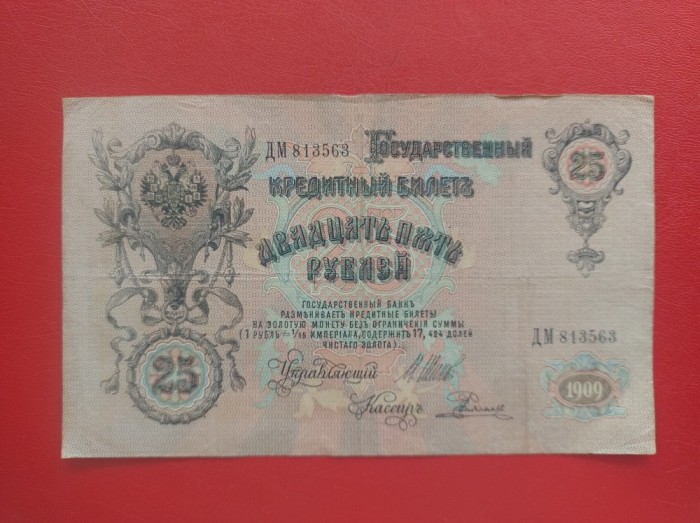 ДМ 813563 Государственный
25
Кредитный Билетъ
Двадцать пять
Рублей
Государственный Банкъ
размѣниваетъ кредитные билеты
на золотую монету безъ ограниченія суммы
(1 рубль = 1/15 имперіала, содержитъ 17,424 долей
чистаго золота).
ДМ 813563
25
Управляющій
Кассиръ
1909